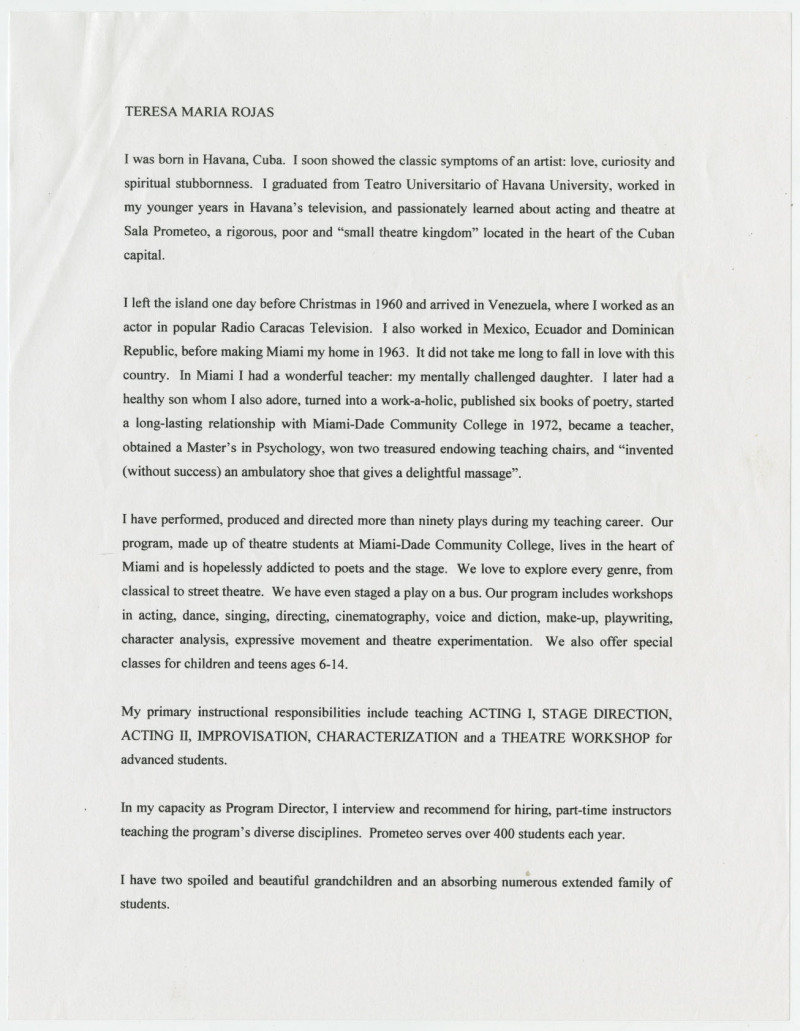 TERESA MARIA ROJAS
I was born in Havana, Cuba.  I soon showed the classic symptoms of an artist: love, curiosity and
spiritual stubbornness.  I graduated from Teatro Universitario of Havana University, worked in
my younger years in Havana’s television, and passionately learned about acting and theatre at
Sala Prometeo, a rigorous, poor and “small theatre kingdom” located in the heart of the Cuban
capital.
I left the island one day before Christmas in 1960 and arrived in Venezuela, where I worked as an
actor in popular Radio Caracas Television.  I also worked in Mexico, Ecuador and Dominican
Republic, before making Miami my home in 1963.  It did not take me long to fall in love with this
country.  In Miami I had a wonderful teacher: my mentally challenged daughter.  I later had a
healthy son whom I also adore, turned into a work-a-holic, published six books of poetry, started
a long-lasting relationship with Miami-Dade Community College in 1972, became a teacher,
obtained a Master’s in Psychology, won two treasured endowing teaching chairs, and “invented
(without success) an ambulatory shoe that gives a delightful massage”.
I have performed, produced and directed more than ninety plays during my teaching career.  Our
program, made up of theatre students at Miami-Dade Community College, lives in the heart of
Miami and is hopelessly addicted to poets and the stage.  We love to explore every genre, from
classical to street theatre.  We have even staged a play on a bus. Our program includes workshops
in acting, dance, singing, directing, cinematography, voice and diction, make-up, playwriting,
character analysis, expressive movement and theatre experimentation.  We also offer special
classes for children and teens ages 6-14.
My primary instructional responsibilities include teaching ACTING I, STAGE DIRECTION,
ACTING II, IMPROVISATION, CHARACTERIZATION and a THEATRE WORKSHOP for
advanced students.
In my capacity as Program Director, I interview and recommend for hiring, part-time instructors
teaching the program’s diverse disciplines.  Prometeo serves over 400 students each year.
I have two spoiled and beautiful grandchildren and an absorbing numerous extended family of
students.